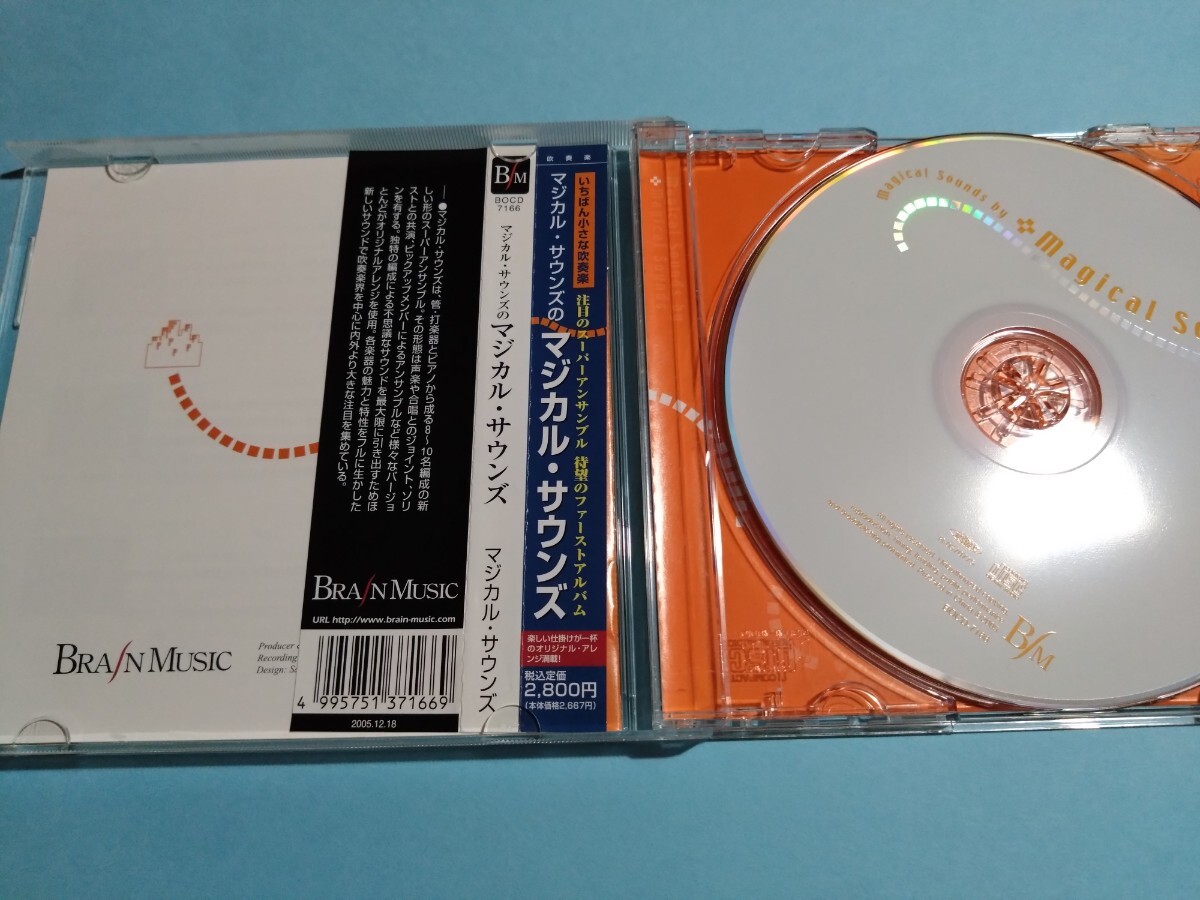 BRAIN MUSIC
Producer
Recording
Design: S
●マジカル・サウンズは、管・打楽器とピアノから成る8〜10名編成の新
しい形のスーパーアンサンブル。その形態は声楽や合唱とのジョイント、ソリ
ストとの共演、ピックアップメンバーによるアンサンブルなど様々なバージョ
ンを有する。独特の編成による不思議なサウンドを最大限に引き出すためほ
とんどがオリジナルアレンジを使用。各楽器の魅力と特性をフルに生かした
新しいサウンドで吹奏楽界を中心に内外より大きな注目を集めている。
BRAIN MUSIC
URL http://www.brain-music.com
4 995751 371669
2005.12.18
B/M
BOCD
7166
マジカル・サウンズの マジカル・サウンズ
マジカル・サウンズ
吹奏楽
いちばん小さな吹奏楽
注目のスーパーアンサンブル 待望のファーストアルバム
マジカル・サウンズの マジカル・サウンズ
楽しい仕掛けが一杯
のオリジナル・アレ
ンジ満載!
税込定価
2,800円
(本体価格2,667円)
Magical Sounds by
Magical S
B/M